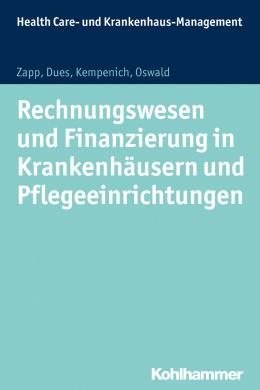 Health Care- und Krankenhaus-Management
Zapp, Dues, Kempenich, Oswald
Rechnungswesen
und Finanzierung in
Krankenhäusern und
Pflegeeinrichtungen
Kohlhammer